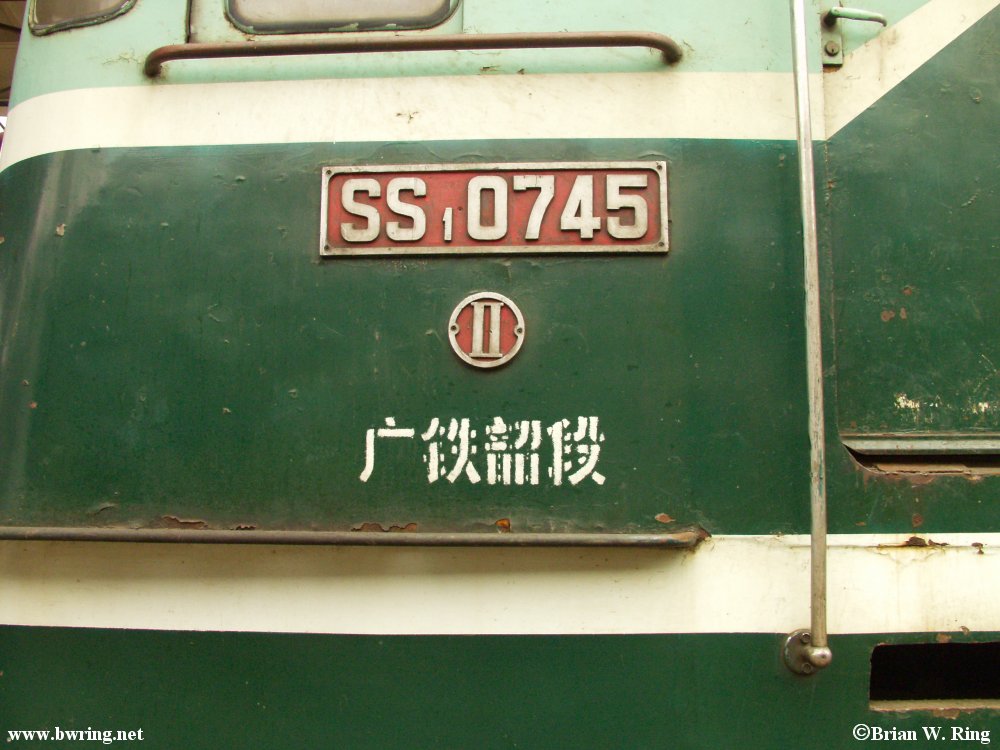 SS₁0745
II
广铁韶段
www.bwring.net
©Brian W. Ring